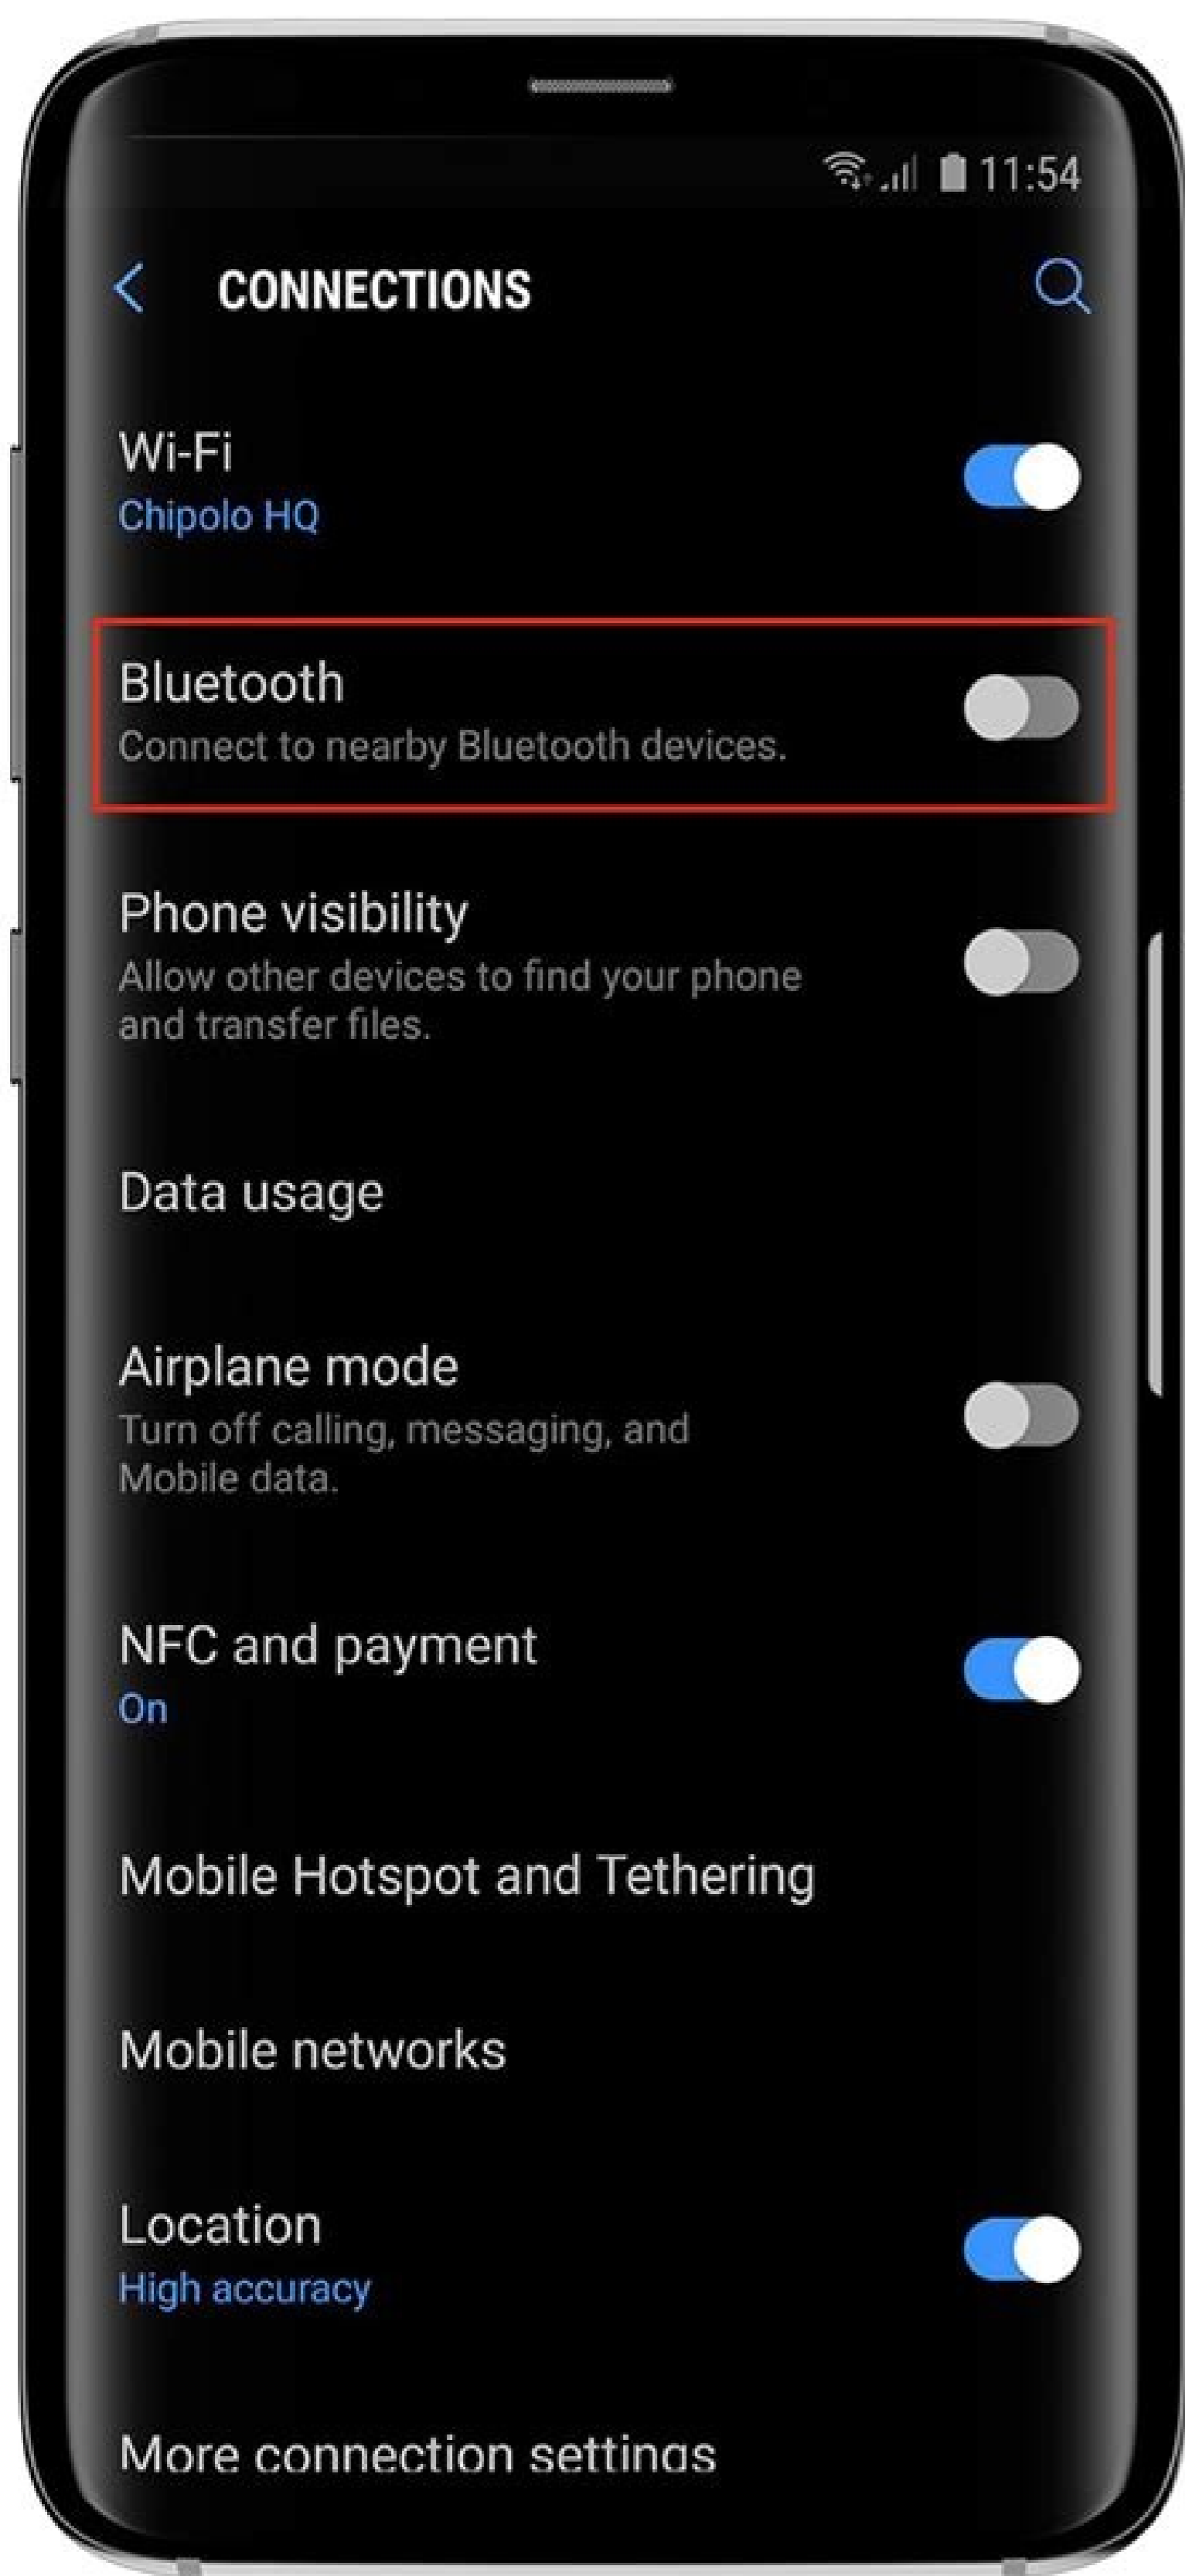 11:54
CONNECTIONS
Wi-Fi
Chipolo HQ
Bluetooth
Connect to nearby Bluetooth devices.
Phone visibility
Allow other devices to find your phone
and transfer files.
Data usage
Airplane mode
Turn off calling, messaging, and
Mobile data.
NFC and payment
On
Mobile Hotspot and Tethering
Mobile networks
Location
High accuracy
More connection settings